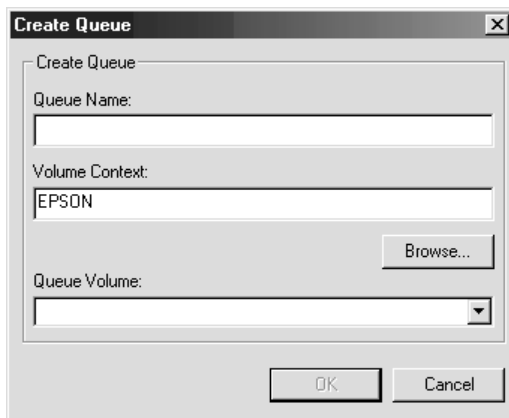 Create Queue
Create Queue
Queue Name:
Volume Context:
EPSON
Browse...
Queue Volume:
OK
Cancel